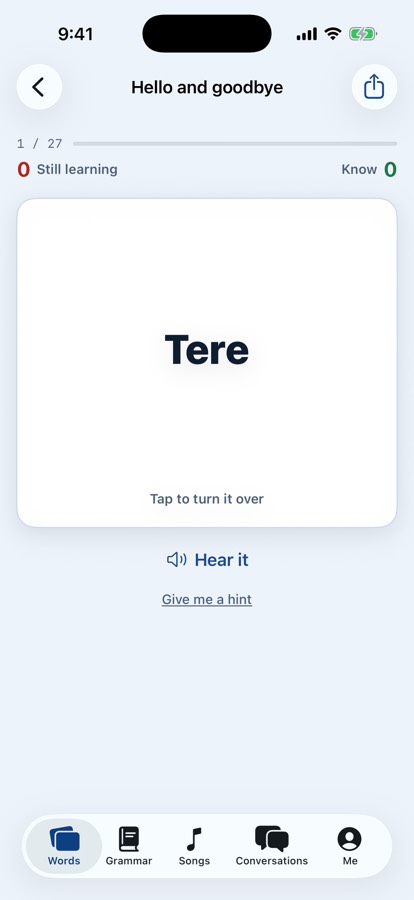 9:41
Hello and goodbye
1 / 27
0 Still learning
Know 0
Tere
Tap to turn it over
Hear it
Give me a hint
Words
Grammar
Songs
Conversations
Me